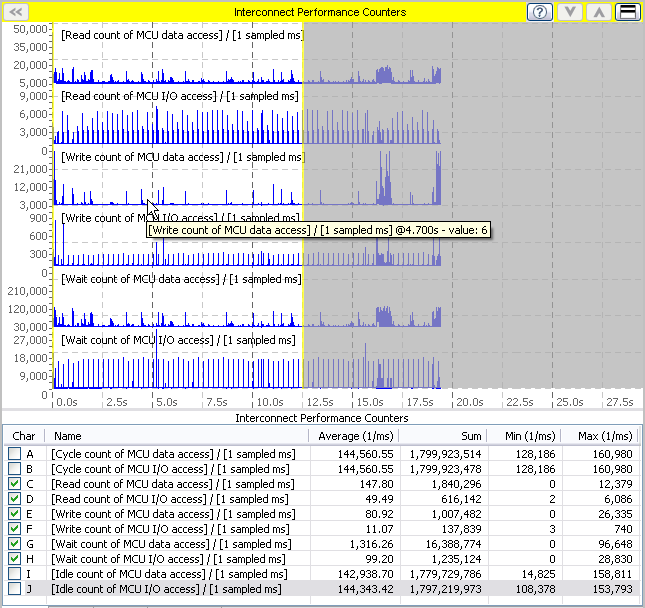 Interconnect Performance Counters
50,000
[Read count of MCU data access] / [1 sampled ms]
35,000
20,000
5,000
9,000
[Read count of MCU I/O access] / [1 sampled ms]
6,000
3,000
0
[Write count of MCU data access] / [1 sampled ms]
21,000
12,000
3,000
900
[Write count of MCU I/O access] / [1 sampled ms]
[Write count of MCU data access] / [1 sampled ms] @4.700s - value: 6
600
300
0
[Wait count of MCU data access] / [1 sampled ms]
210,000
120,000
30,000
27,000
[Wait count of MCU I/O access] / [1 sampled ms]
18,000
9,000
0
0.0s 2.5s 5.0s 7.5s 10.0s 12.5s 15.0s 17.5s 20.0s 22.5s 25.0s 27.5s
Interconnect Performance Counters
Char Name Average (1/ms) Sum Min (1/ms) Max (1/ms)
A [Cycle count of MCU data access] / [1 sampled ms] 144,560.55 1,799,923,514 128,186 160,980
B [Cycle count of MCU I/O access] / [1 sampled ms] 144,560.55 1,799,923,478 128,186 160,980
C [Read count of MCU data access] / [1 sampled ms] 147.80 1,840,296 0 12,379
D [Read count of MCU I/O access] / [1 sampled ms] 49.49 616,142 2 6,086
E [Write count of MCU data access] / [1 sampled ms] 80.92 1,007,482 0 26,335
F [Write count of MCU I/O access] / [1 sampled ms] 11.07 137,839 3 740
G [Wait count of MCU data access] / [1 sampled ms] 1,316.26 16,388,774 0 96,648
H [Wait count of MCU I/O access] / [1 sampled ms] 99.20 1,235,124 0 28,830
I [Idle count of MCU data access] / [1 sampled ms] 142,938.70 1,779,729,786 14,825 158,811
J [Idle count of MCU I/O access] / [1 sampled ms] 144,343.42 1,797,219,973 108,378 153,793